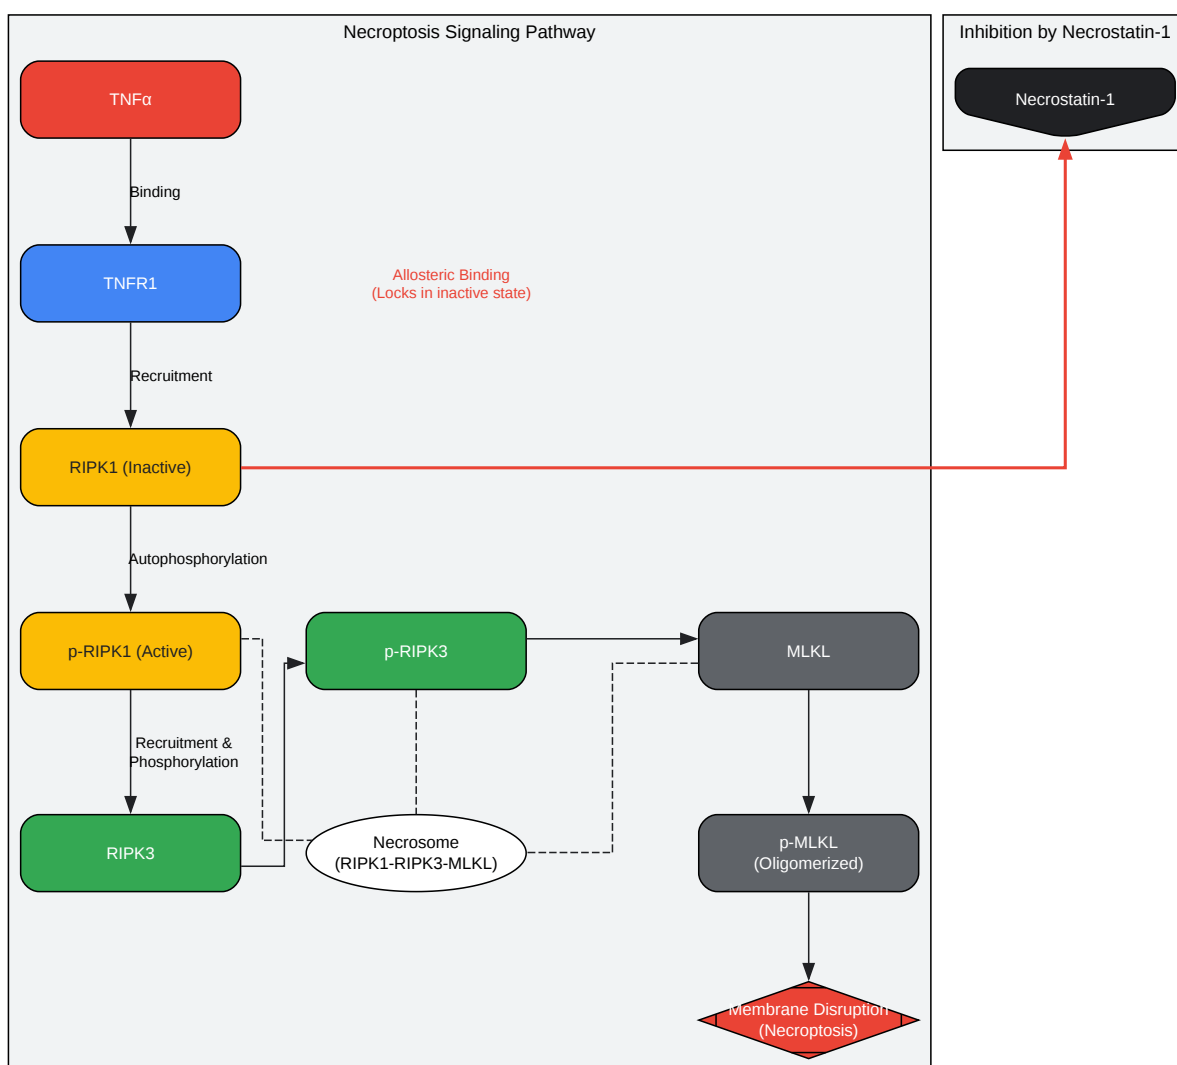 Necroptosis Signaling Pathway
Inhibition by Necrostatin-1
TNFα
Necrostatin-1
Binding
TNFR1
Allosteric Binding
(Locks in inactive state)
Recruitment
RIPK1 (Inactive)
Autophosphorylation
p-RIPK1 (Active)
p-RIPK3
MLKL
Recruitment &
Phosphorylation
RIPK3
Necrosome
(RIPK1-RIPK3-MLKL)
p-MLKL
(Oligomerized)
Membrane Disruption
(Necroptosis)